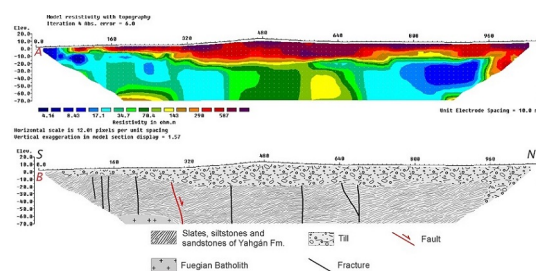 Model resistivity with topography
Iteration 4 Abs. error = 6.0
Elev.
A
0.0 160 320 480 640 800 960
20.0
10.0
0.0
-10.0
-20.0
-30.0
-40.0
-50.0
-60.0
-70.0
4.16 8.43 17.1 34.7 70.4 143 290 587
Resistivity in ohm.m
Unit Electrode Spacing = 10.0
Horizontal scale is 12.01 pixels per unit spacing
Vertical exaggeration in model section display = 1.57
S N
Elev.
B
0.0 160 320 480 640 800 960
20.0
10.0
0.0
-10.0
-20.0
-30.0
-40.0
-50.0
-60.0
-70.0
Slates, siltstones and
sandstones of Yahgán Fm.
Till
Fault
Fuegian Batholith
Fracture